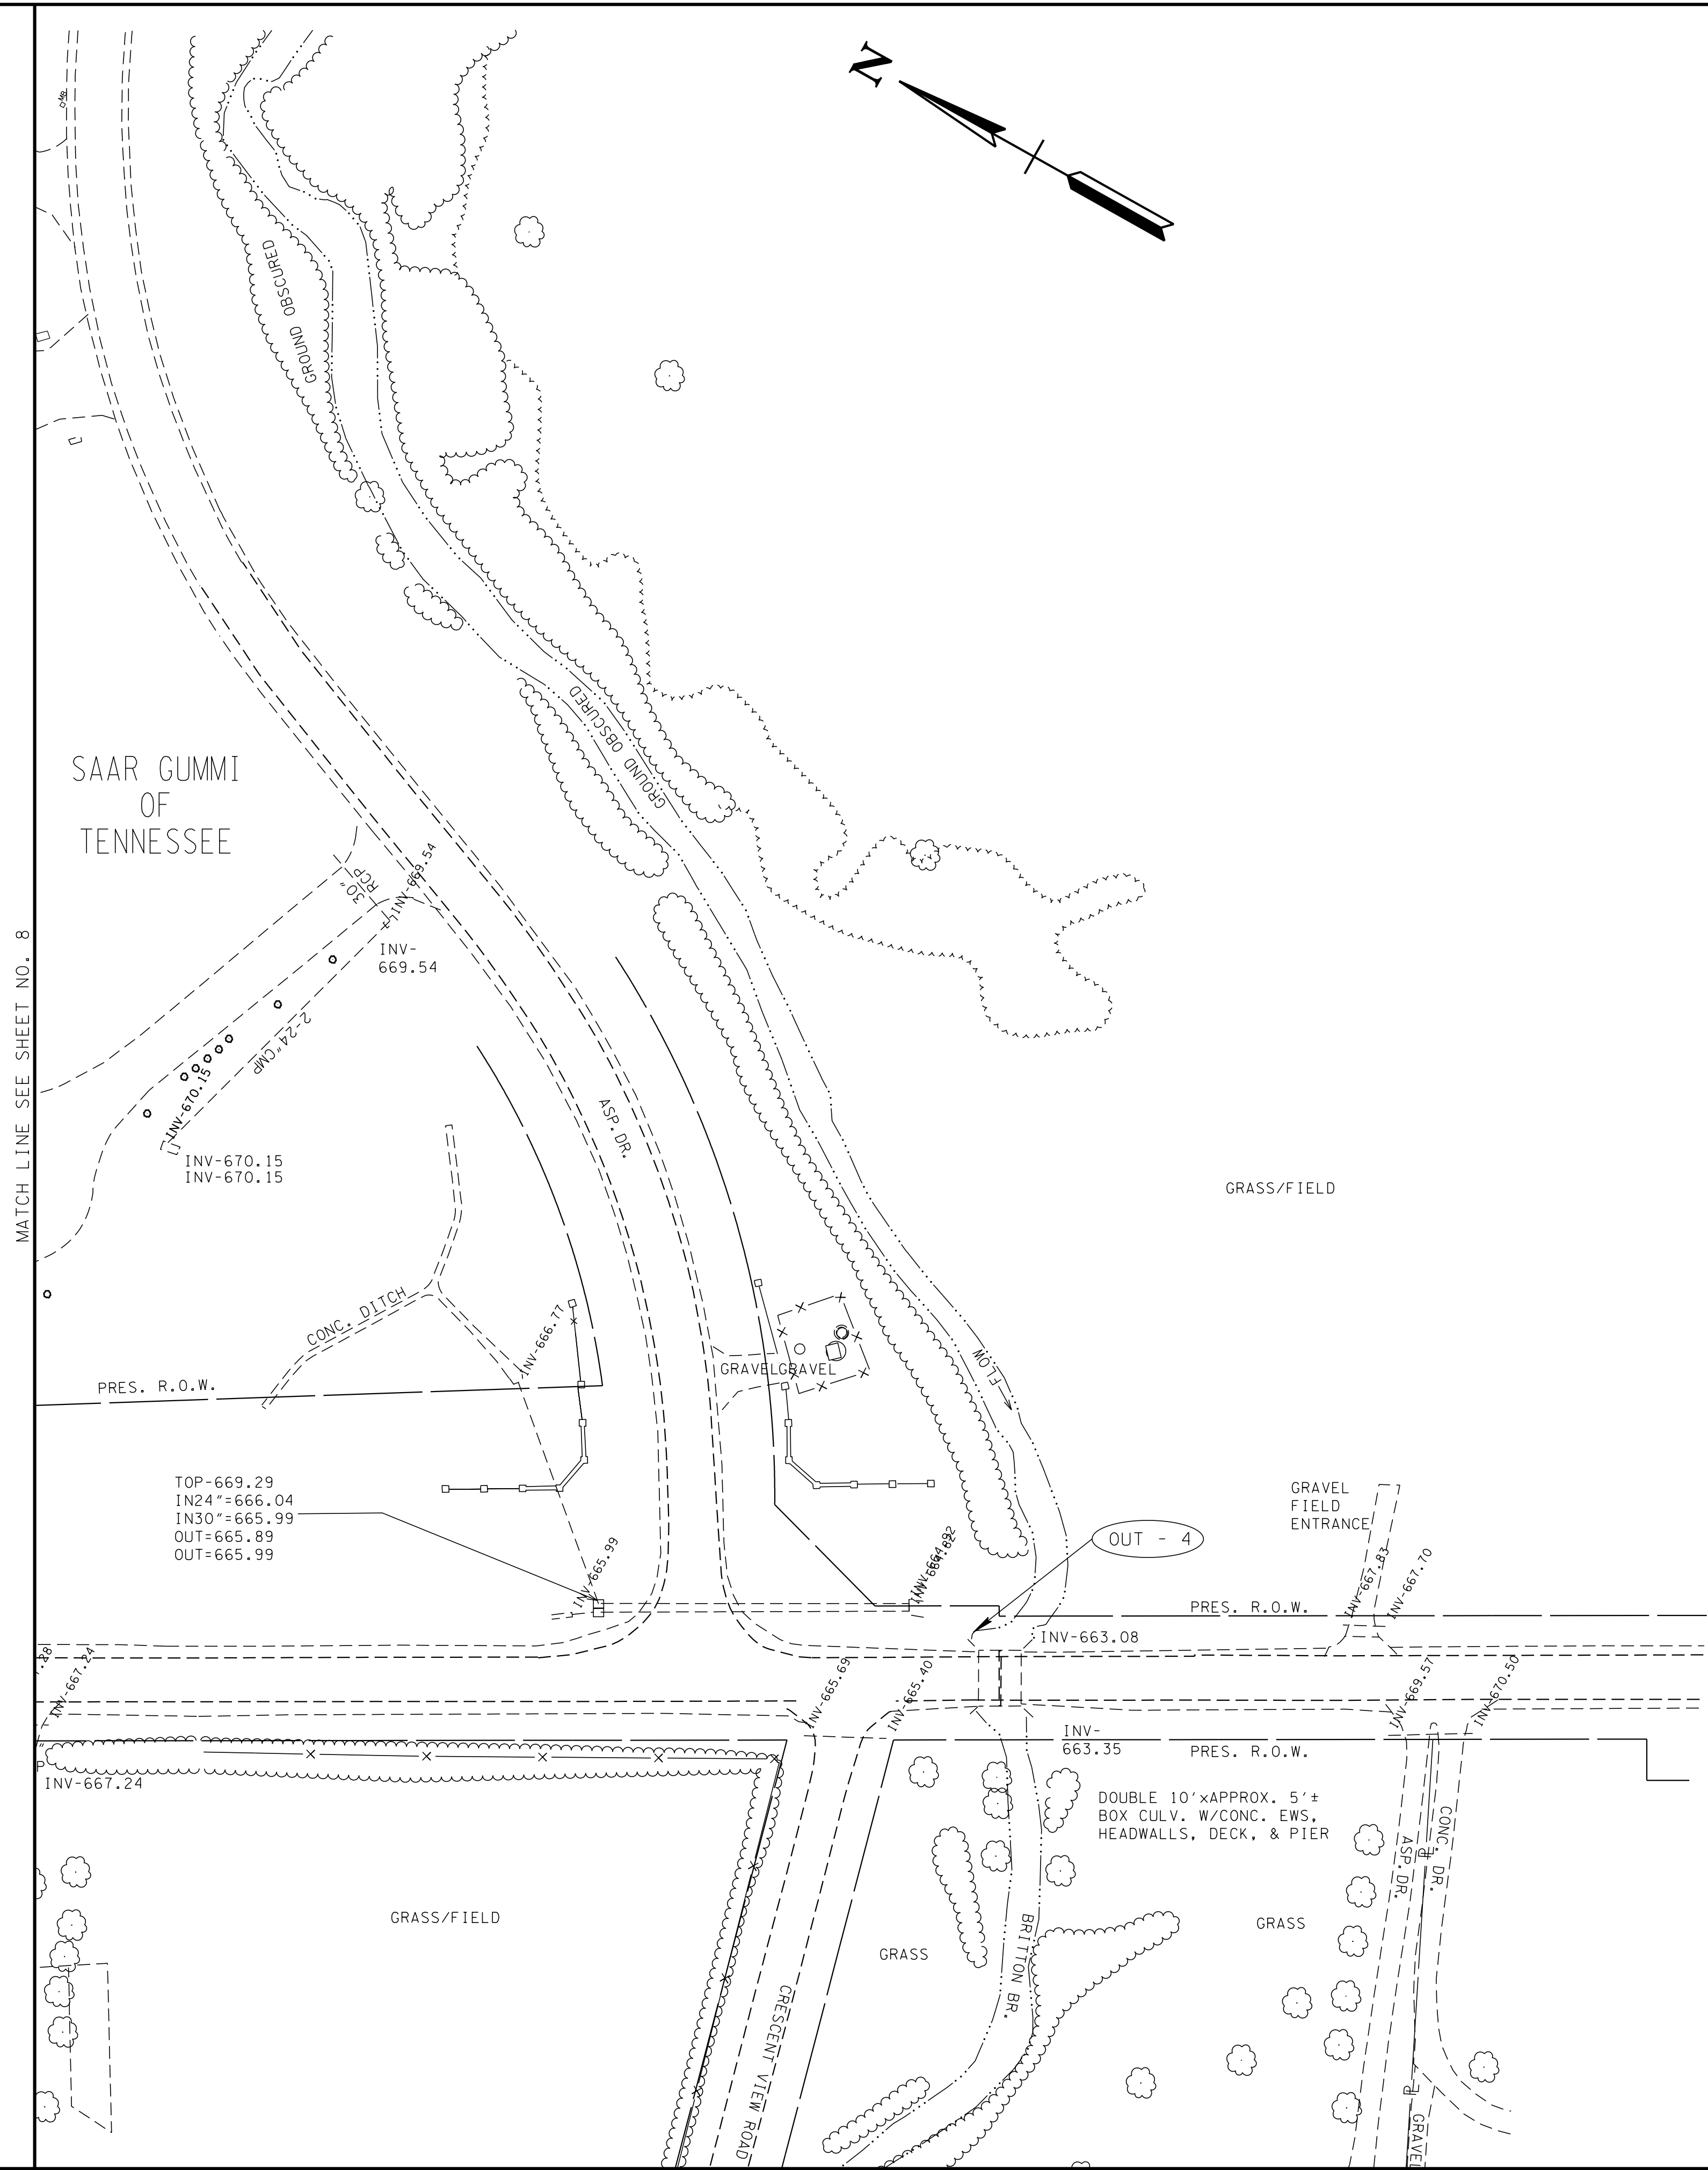 N
MB
GROUND OBSCURED
SAAR GUMMI
OF
TENNESSEE
30" RCP
INV-669.54
INV-
669.54
GROUND OBSCURED
MATCH LINE SEE SHEET NO. 8
2-24"CMP
INV-670.15
INV-670.15
INV-670.15
ASP. DR.
GRASS/FIELD
CONC. DITCH
INV-666.77
GRAVEL
GRAVEL
FLOW
PRES. R.O.W.
TOP-669.29
IN24"=666.04
IN30"=665.99
OUT=665.89
OUT=665.99
INV-665.99
OUT - 4
GRAVEL
FIELD
ENTRANCE
INV-667.83
INV-667.70
PRES. R.O.W.
INV-663.08
.28
INV-667.24
INV-665.69
INV-665.40
INV-669.57
INV-670.50
INV-
663.35
PRES. R.O.W.
P
INV-667.24
DOUBLE 10'xAPPROX. 5'±
BOX CULV. W/CONC. EWS,
HEADWALLS, DECK, & PIER
CONC. DR.
ASP. DR.
GRASS/FIELD
GRASS
BRITTON BR.
GRASS
CRESCENT VIEW ROAD
GRAVEL